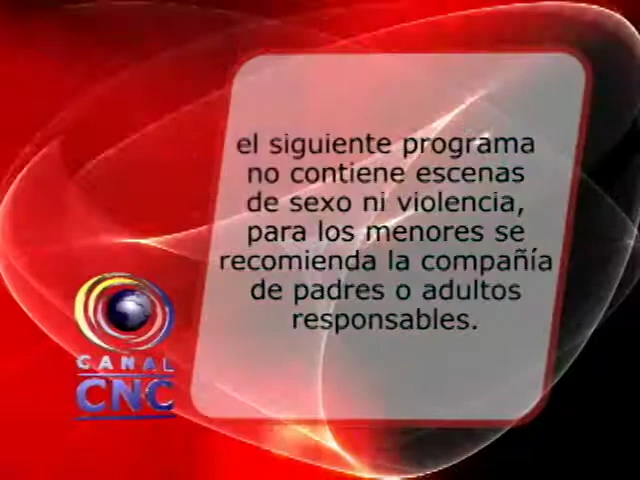 el siguiente programa
no contiene escenas
de sexo ni violencia,
para los menores se
recomienda la compañía
de padres o adultos
responsables.
CANAL
CNC